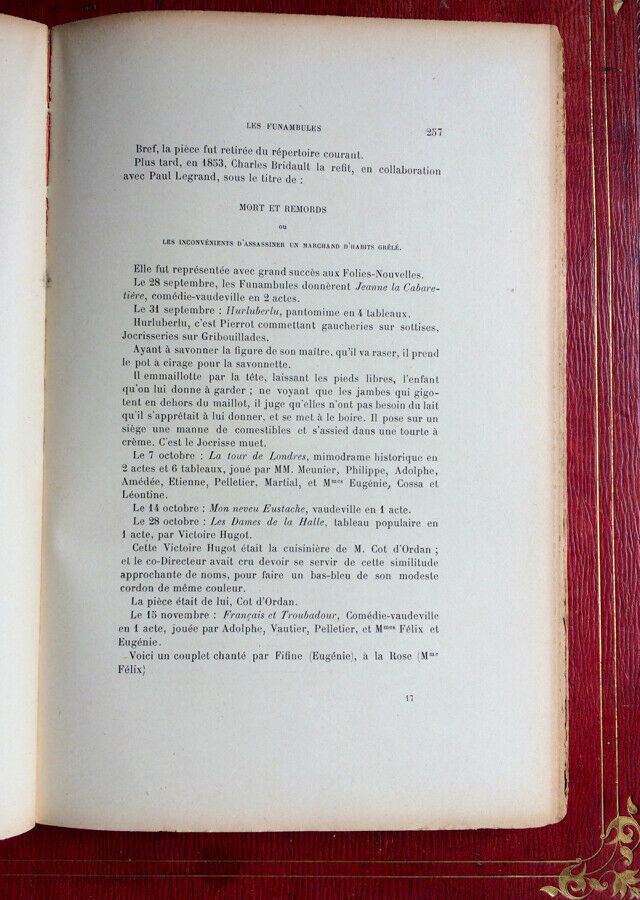 LES FUNAMBULES 257
Bref, la pièce fut retirée du répertoire courant.
Plus tard, en 1853, Charles Bridault la refit, en collaboration
avec Paul Legrand, sous le titre de :
MORT ET REMORDS
ou
LES INCONVÉNIENTS D'ASSASSINER UN MARCHAND D'HABITS GRÊLÉ.
Elle fut représentée avec grand succès aux Folies-Nouvelles.
Le 28 septembre, les Funambules donnèrent Jeanne la Cabare-
tière, comédie-vaudeville en 2 actes.
Le 31 septembre : Hurluberlu, pantomime en 4 tableaux.
Hurluberlu, c'est Pierrot commettant gaucheries sur sottises,
Jocrisseries sur Gribouillades.
Ayant à savonner la figure de son maître, qu'il va raser, il prend
le pot à cirage pour la savonnette.
Il emmaillotte par la tête, laissant les pieds libres, l'enfant
qu'on lui donne à garder ; ne voyant que les jambes qui gigo-
tent en dehors du maillot, il juge qu'elles n'ont pas besoin du lait
qu'il s'apprêtait à lui donner, et se met à le boire. Il pose sur un
siège une manne de comestibles et s'assied dans une tourte à
crème. C'est le Jocrisse muet.
Le 7 octobre : La tour de Londres, mimodrame historique en
2 actes et 6 tableaux, joué par MM. Meunier, Philippe, Adolphe,
Amédée, Etienne, Pelletier, Martial, et Mmes Eugénie, Cossa et
Léontine.
Le 14 octobre : Mon neveu Eustache, vaudeville en 1 acte.
Le 28 octobre : Les Dames de la Halle, tableau populaire en
1 acte, par Victoire Hugot.
Cette Victoire Hugot était la cuisinière de M. Cot d'Ordan ;
et le co-Directeur avait cru devoir se servir de cette similitude
approchante de noms, pour faire un bas-bleu de son modeste
cordon de même couleur.
La pièce était de lui, Cot d'Ordan.
Le 15 novembre : Français et Troubadour, Comédie-vaudeville
en 1 acte, jouée par Adolphe, Vautier, Pelletier, et Mmes Félix et
Eugénie.
Voici un couplet chanté par Fifine (Eugénie), à la Rose (Mme
Félix)
17